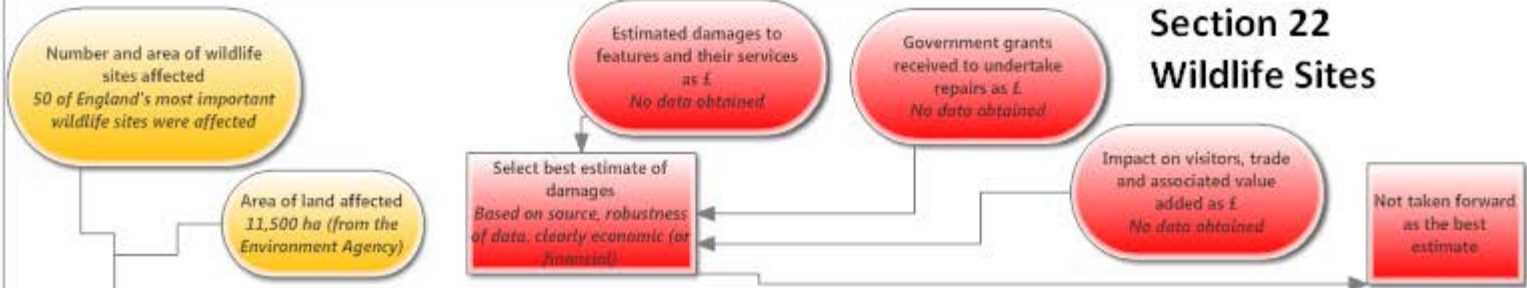 Section 22
Wildlife Sites
Number and area of wildlife
sites affected
50 of England's most important
wildlife sites were affected
Area of land affected
11,500 ha (from the
Environment Agency)
Estimated damages to
features and their services
as £
No data obtained
Government grants
received to undertake
repairs as £
No data obtained
Select best estimate of
damages
Based on source, robustness
of data, clearly economic (or
financial)
Impact on visitors, trade
and associated value
added as £
No data obtained
Not taken forward
as the best
estimate